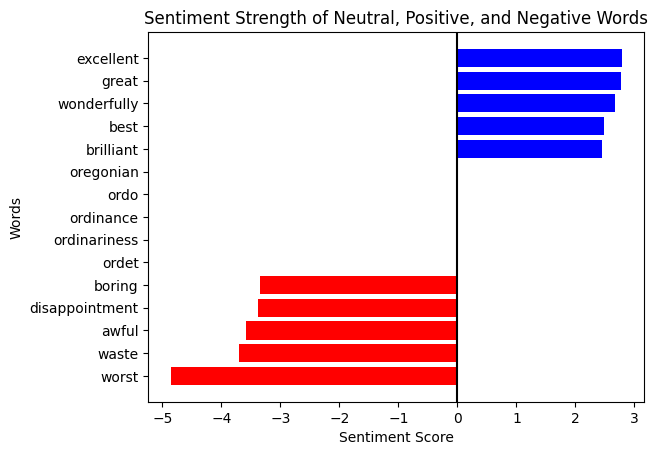 Sentiment Strength of Neutral, Positive, and Negative Words
excellent
great
wonderfully
best
brilliant
oregonian
ordo
ordinance
ordinariness
ordet
boring
disappointment
awful
waste
worst
Words
−5 −4 −3 −2 −1 0 1 2 3
Sentiment Score